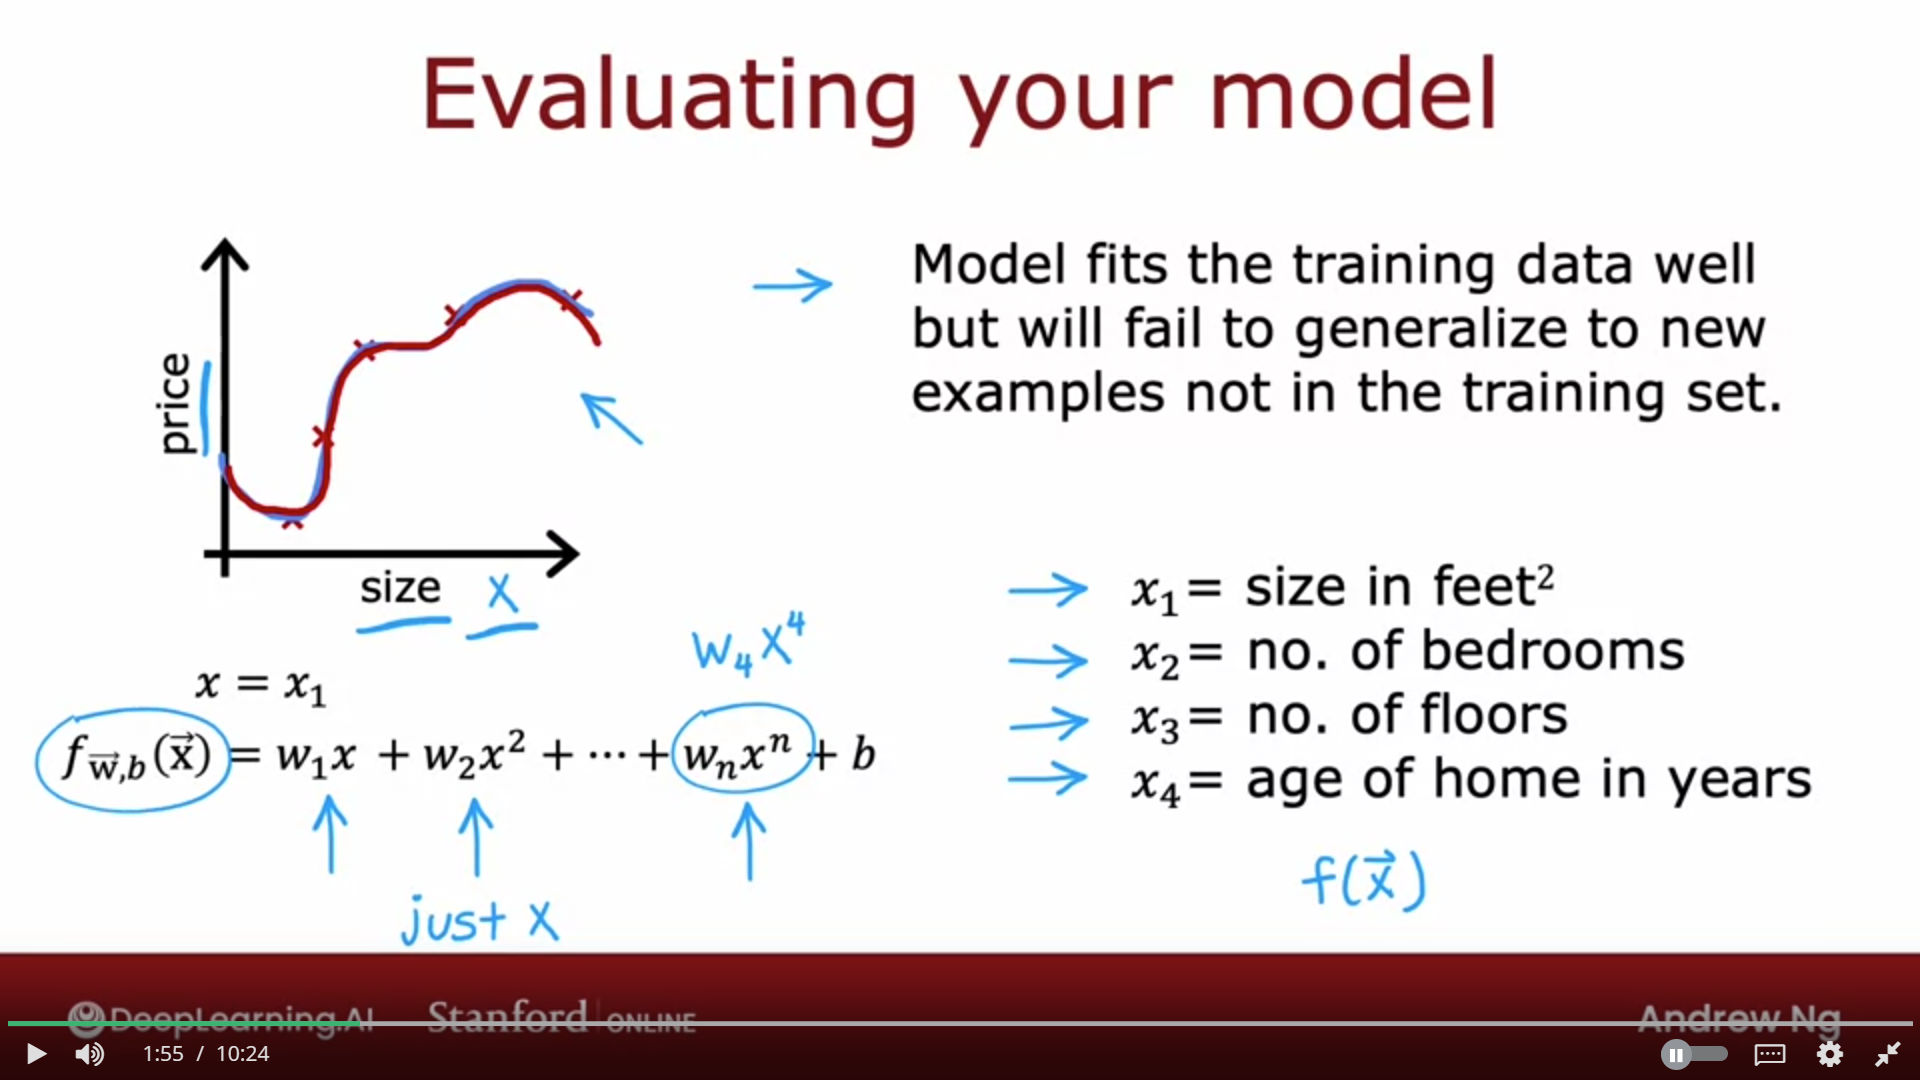 Evaluating your model
price
size x
Model fits the training data well
but will fail to generalize to new
examples not in the training set.
x = x₁
w₄x⁴
f_w⃗,b(x⃗) = w₁x + w₂x² + ⋯ + wₙxⁿ + b
just x
x₁ = size in feet²
x₂ = no. of bedrooms
x₃ = no. of floors
x₄ = age of home in years
f(x⃗)
DeepLearning.AI Stanford ONLINE Andrew Ng
1:55 / 10:24